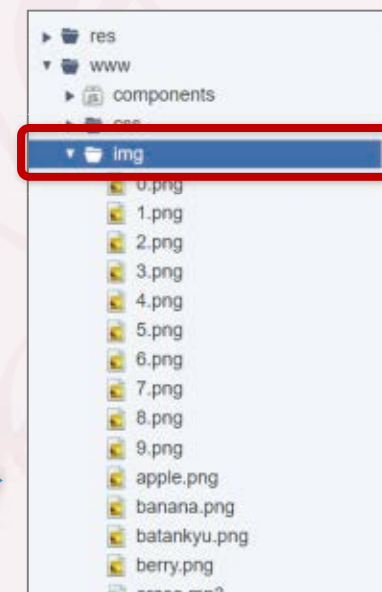 res
www
components
css
img
0.png
1.png
2.png
3.png
4.png
5.png
6.png
7.png
8.png
9.png
apple.png
banana.png
batankyu.png
berry.png